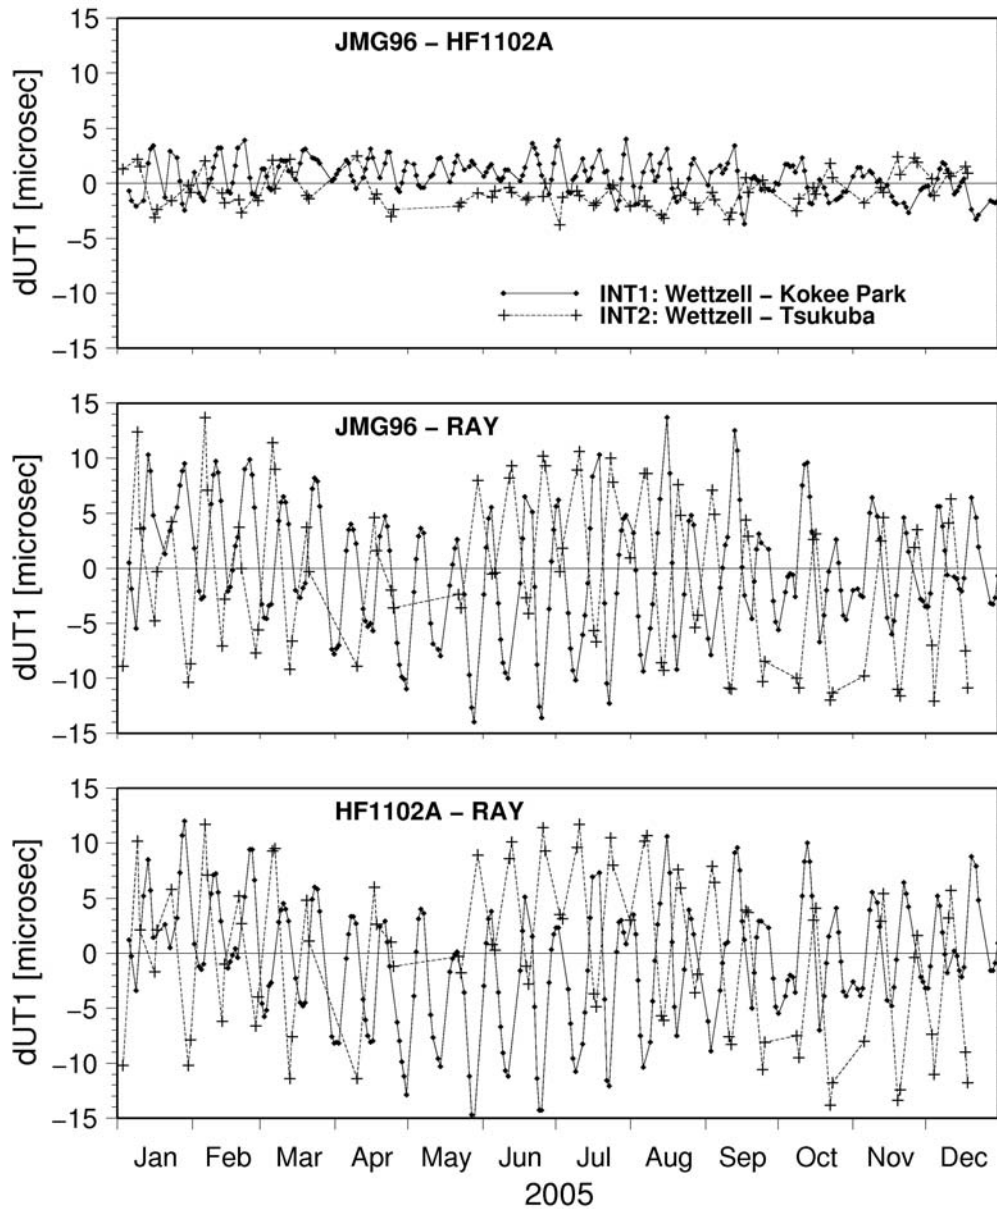 JMG96 – HF1102A
15
10
5
0
−5
−10
−15
dUT1 [microsec]
INT1: Wettzell – Kokee Park
INT2: Wettzell – Tsukuba
JMG96 – RAY
15
10
5
0
−5
−10
−15
dUT1 [microsec]
HF1102A – RAY
15
10
5
0
−5
−10
−15
dUT1 [microsec]
Jan Feb Mar Apr May Jun Jul Aug Sep Oct Nov Dec
2005